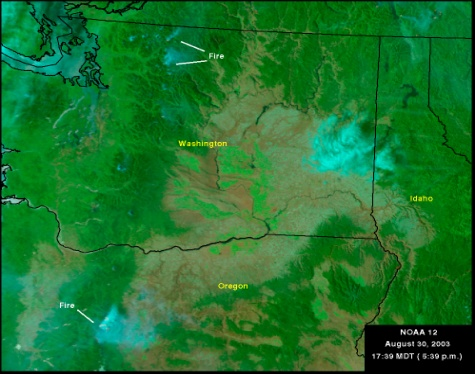 Fire
Washington
Idaho
Oregon
Fire
NOAA 12
August 30, 2003
17:39 MDT ( 5:39 p.m.)